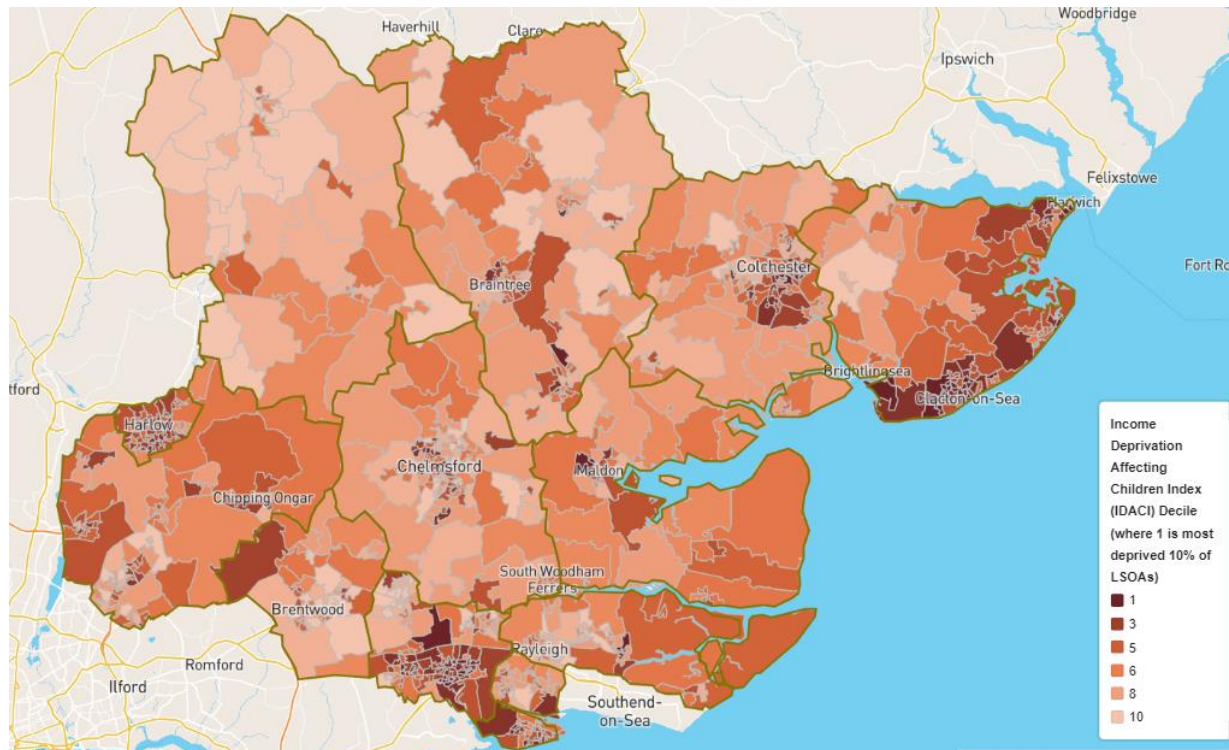 Woodbridge
Haverhill
Clare
Ipswich
Felixstowe
Harwich
Colchester
Fort Ro
Braintree
tford
Brightlingsea
Clacton-on-Sea
Harlow
Chelmsford
Maldon
Chipping Ongar
South Woodham
Ferrers
Brentwood
Rayleigh
Romford
Ilford
Southend-
on-Sea
Income
Deprivation
Affecting
Children Index
(IDACI) Decile
(where 1 is most
deprived 10% of
LSOAs)
1
3
5
6
8
10